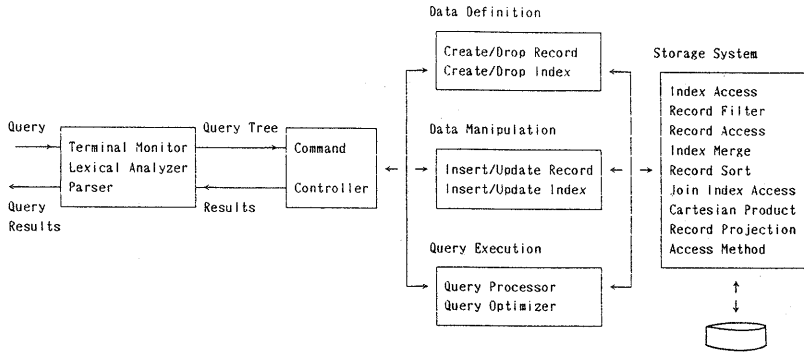 Data Definition
Create/Drop Record
Create/Drop Index
Storage System
Index Access
Record Filter
Record Access
Index Merge
Record Sort
Join Index Access
Cartesian Product
Record Projection
Access Method
Query
Terminal Monitor
Lexical Analyzer
Parser
Query
Results
Query Tree
Results
Command
Controller
Data Manipulation
Insert/Update Record
Insert/Update Index
Query Execution
Query Processor
Query Optimizer